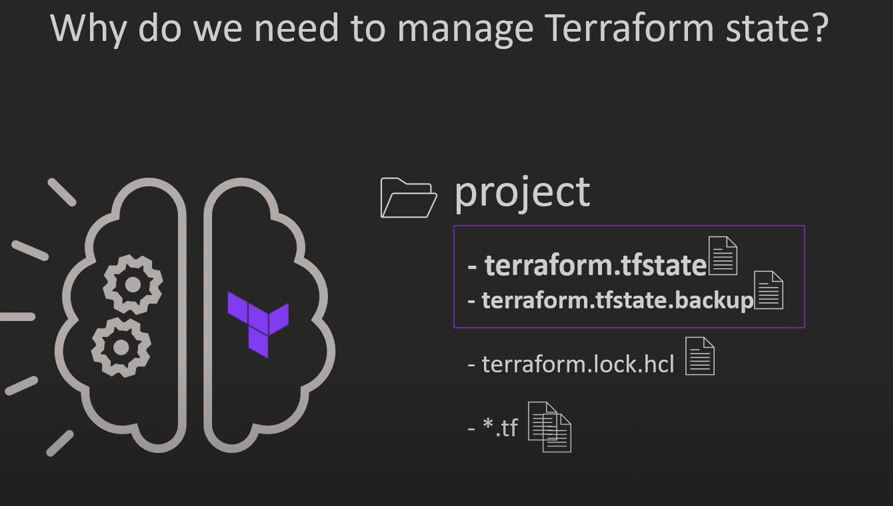 Why do we need to manage Terraform state?
project
- terraform.tfstate
- terraform.tfstate.backup
- terraform.lock.hcl
- *.tf